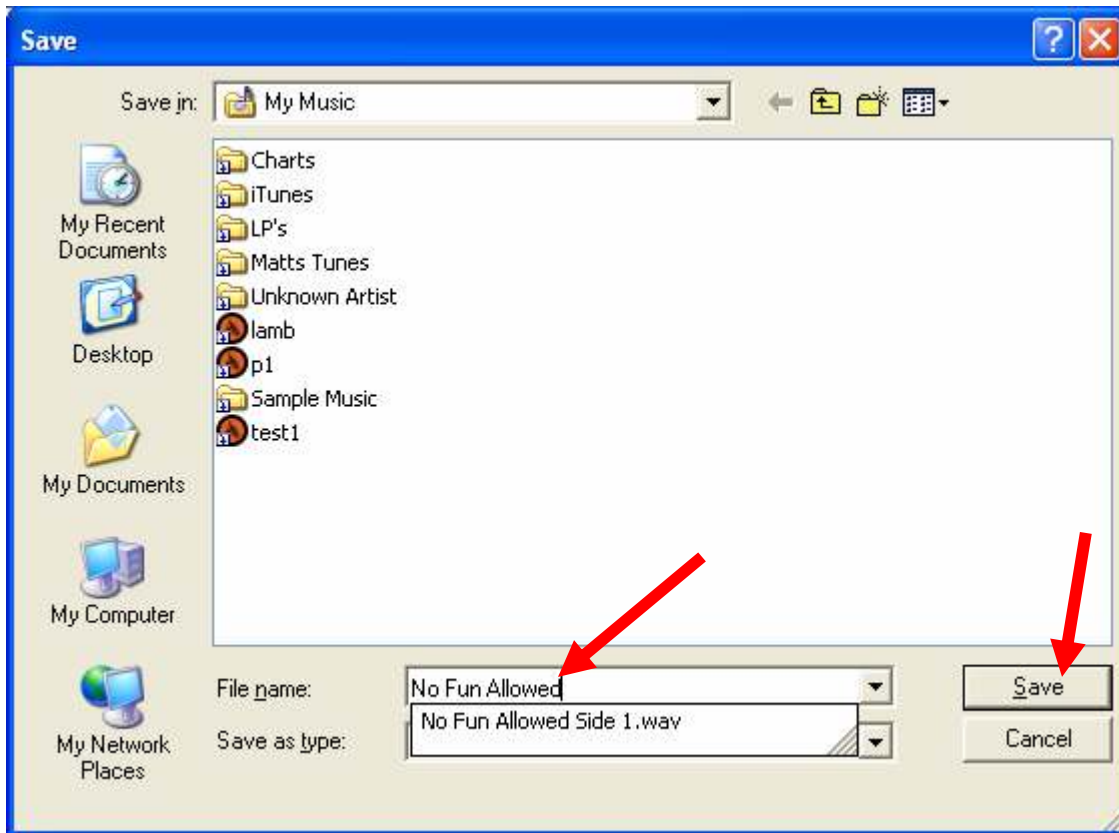 Save
Save in:
My Music
My Recent
Documents
Desktop
My Documents
My Computer
My Network
Places
Charts
iTunes
LP's
Matts Tunes
Unknown Artist
lamb
p1
Sample Music
test1
File name:
No Fun Allowed
Save
No Fun Allowed Side 1.wav
Save as type:
Cancel